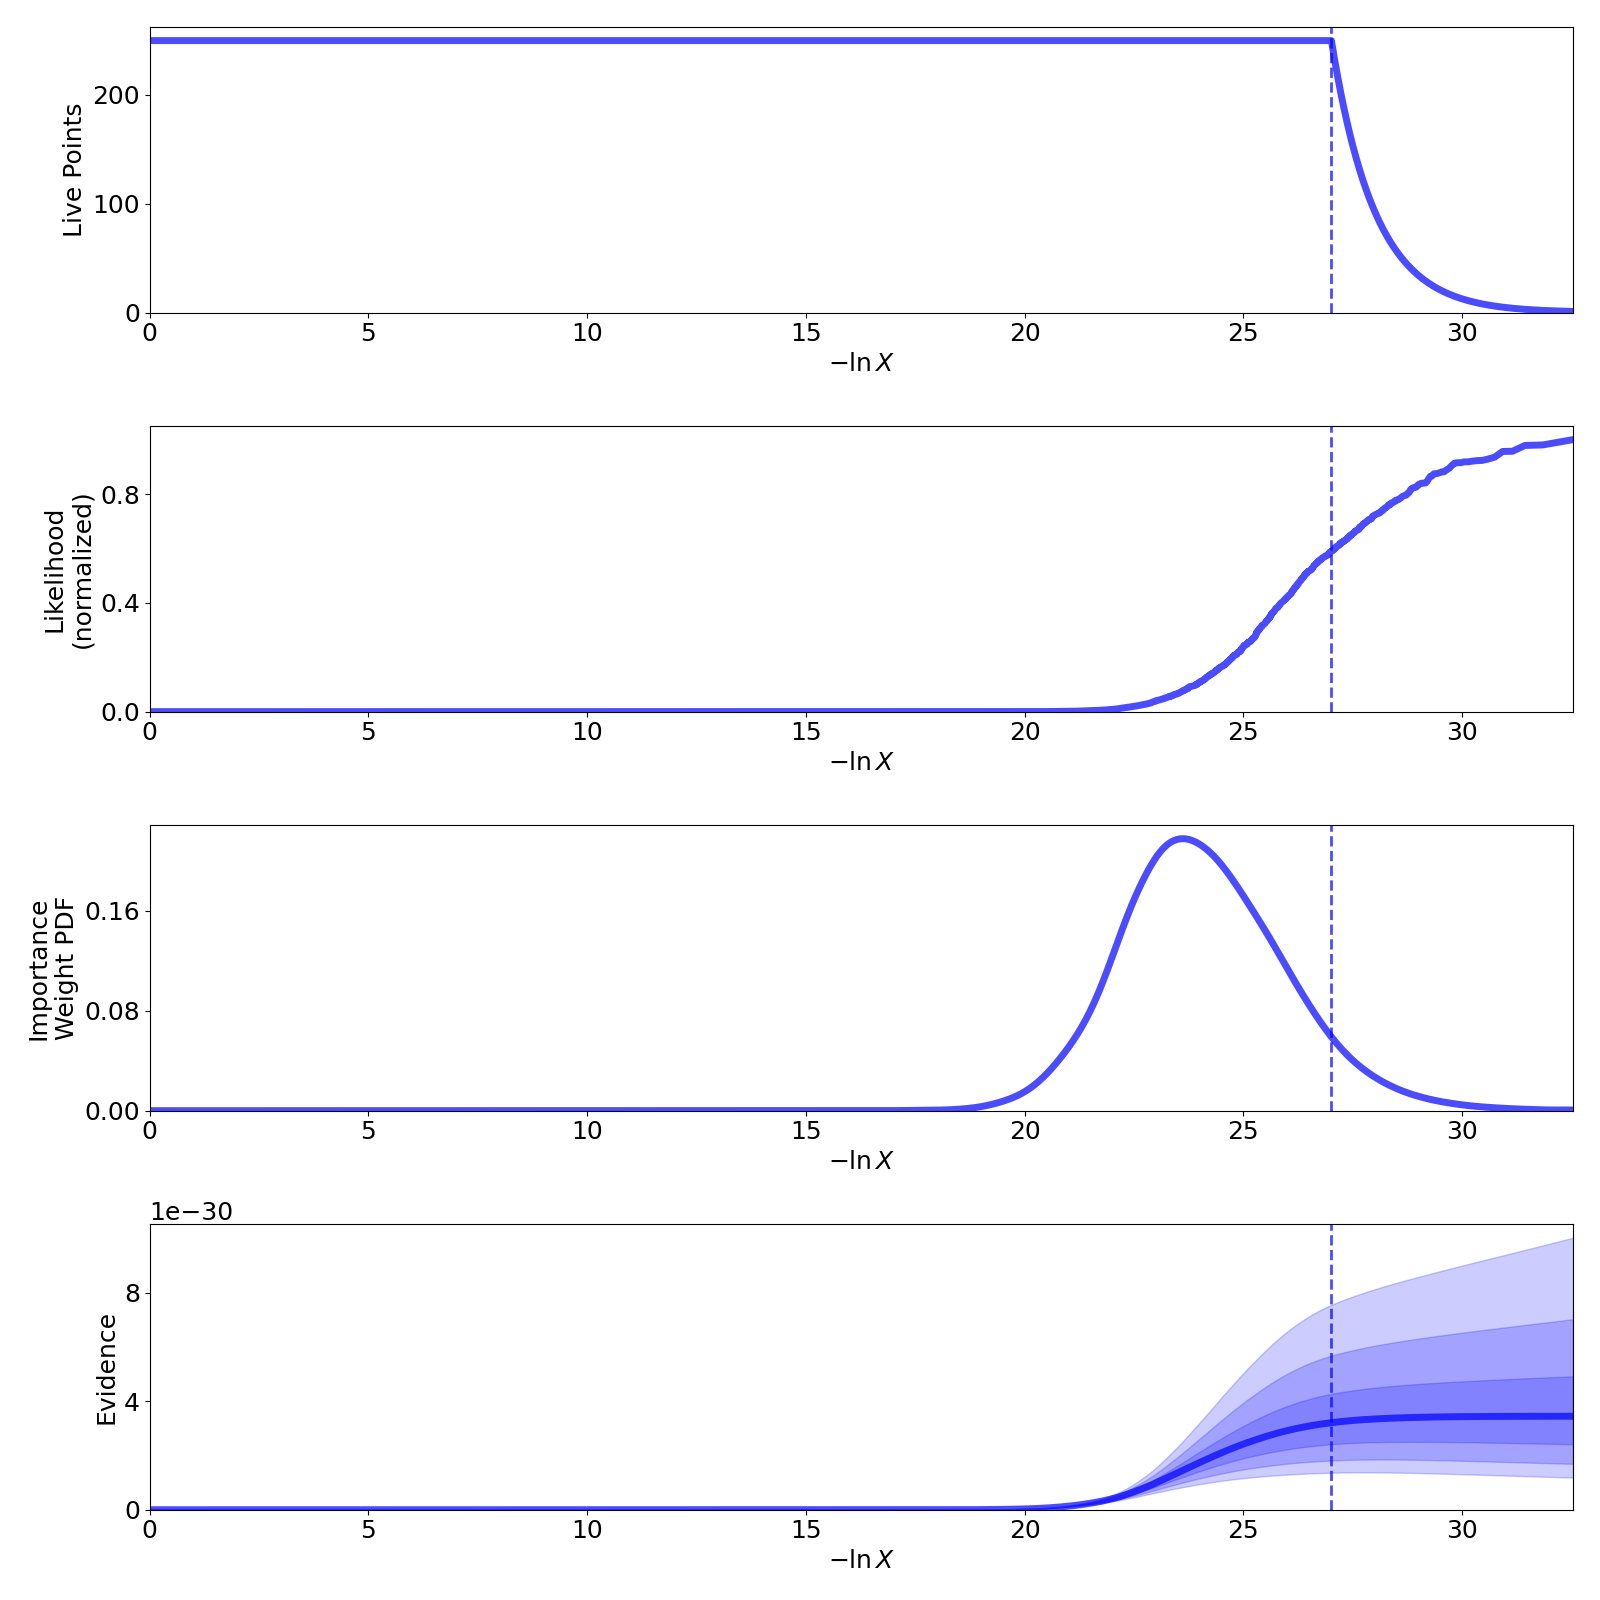 200
100
0
Live Points
0 5 10 15 20 25 30
−ln X
0.8
0.4
0.0
Likelihood
(normalized)
0 5 10 15 20 25 30
−ln X
0.16
0.08
0.00
Importance
Weight PDF
0 5 10 15 20 25 30
−ln X
1e−30
8
4
0
Evidence
0 5 10 15 20 25 30
−ln X